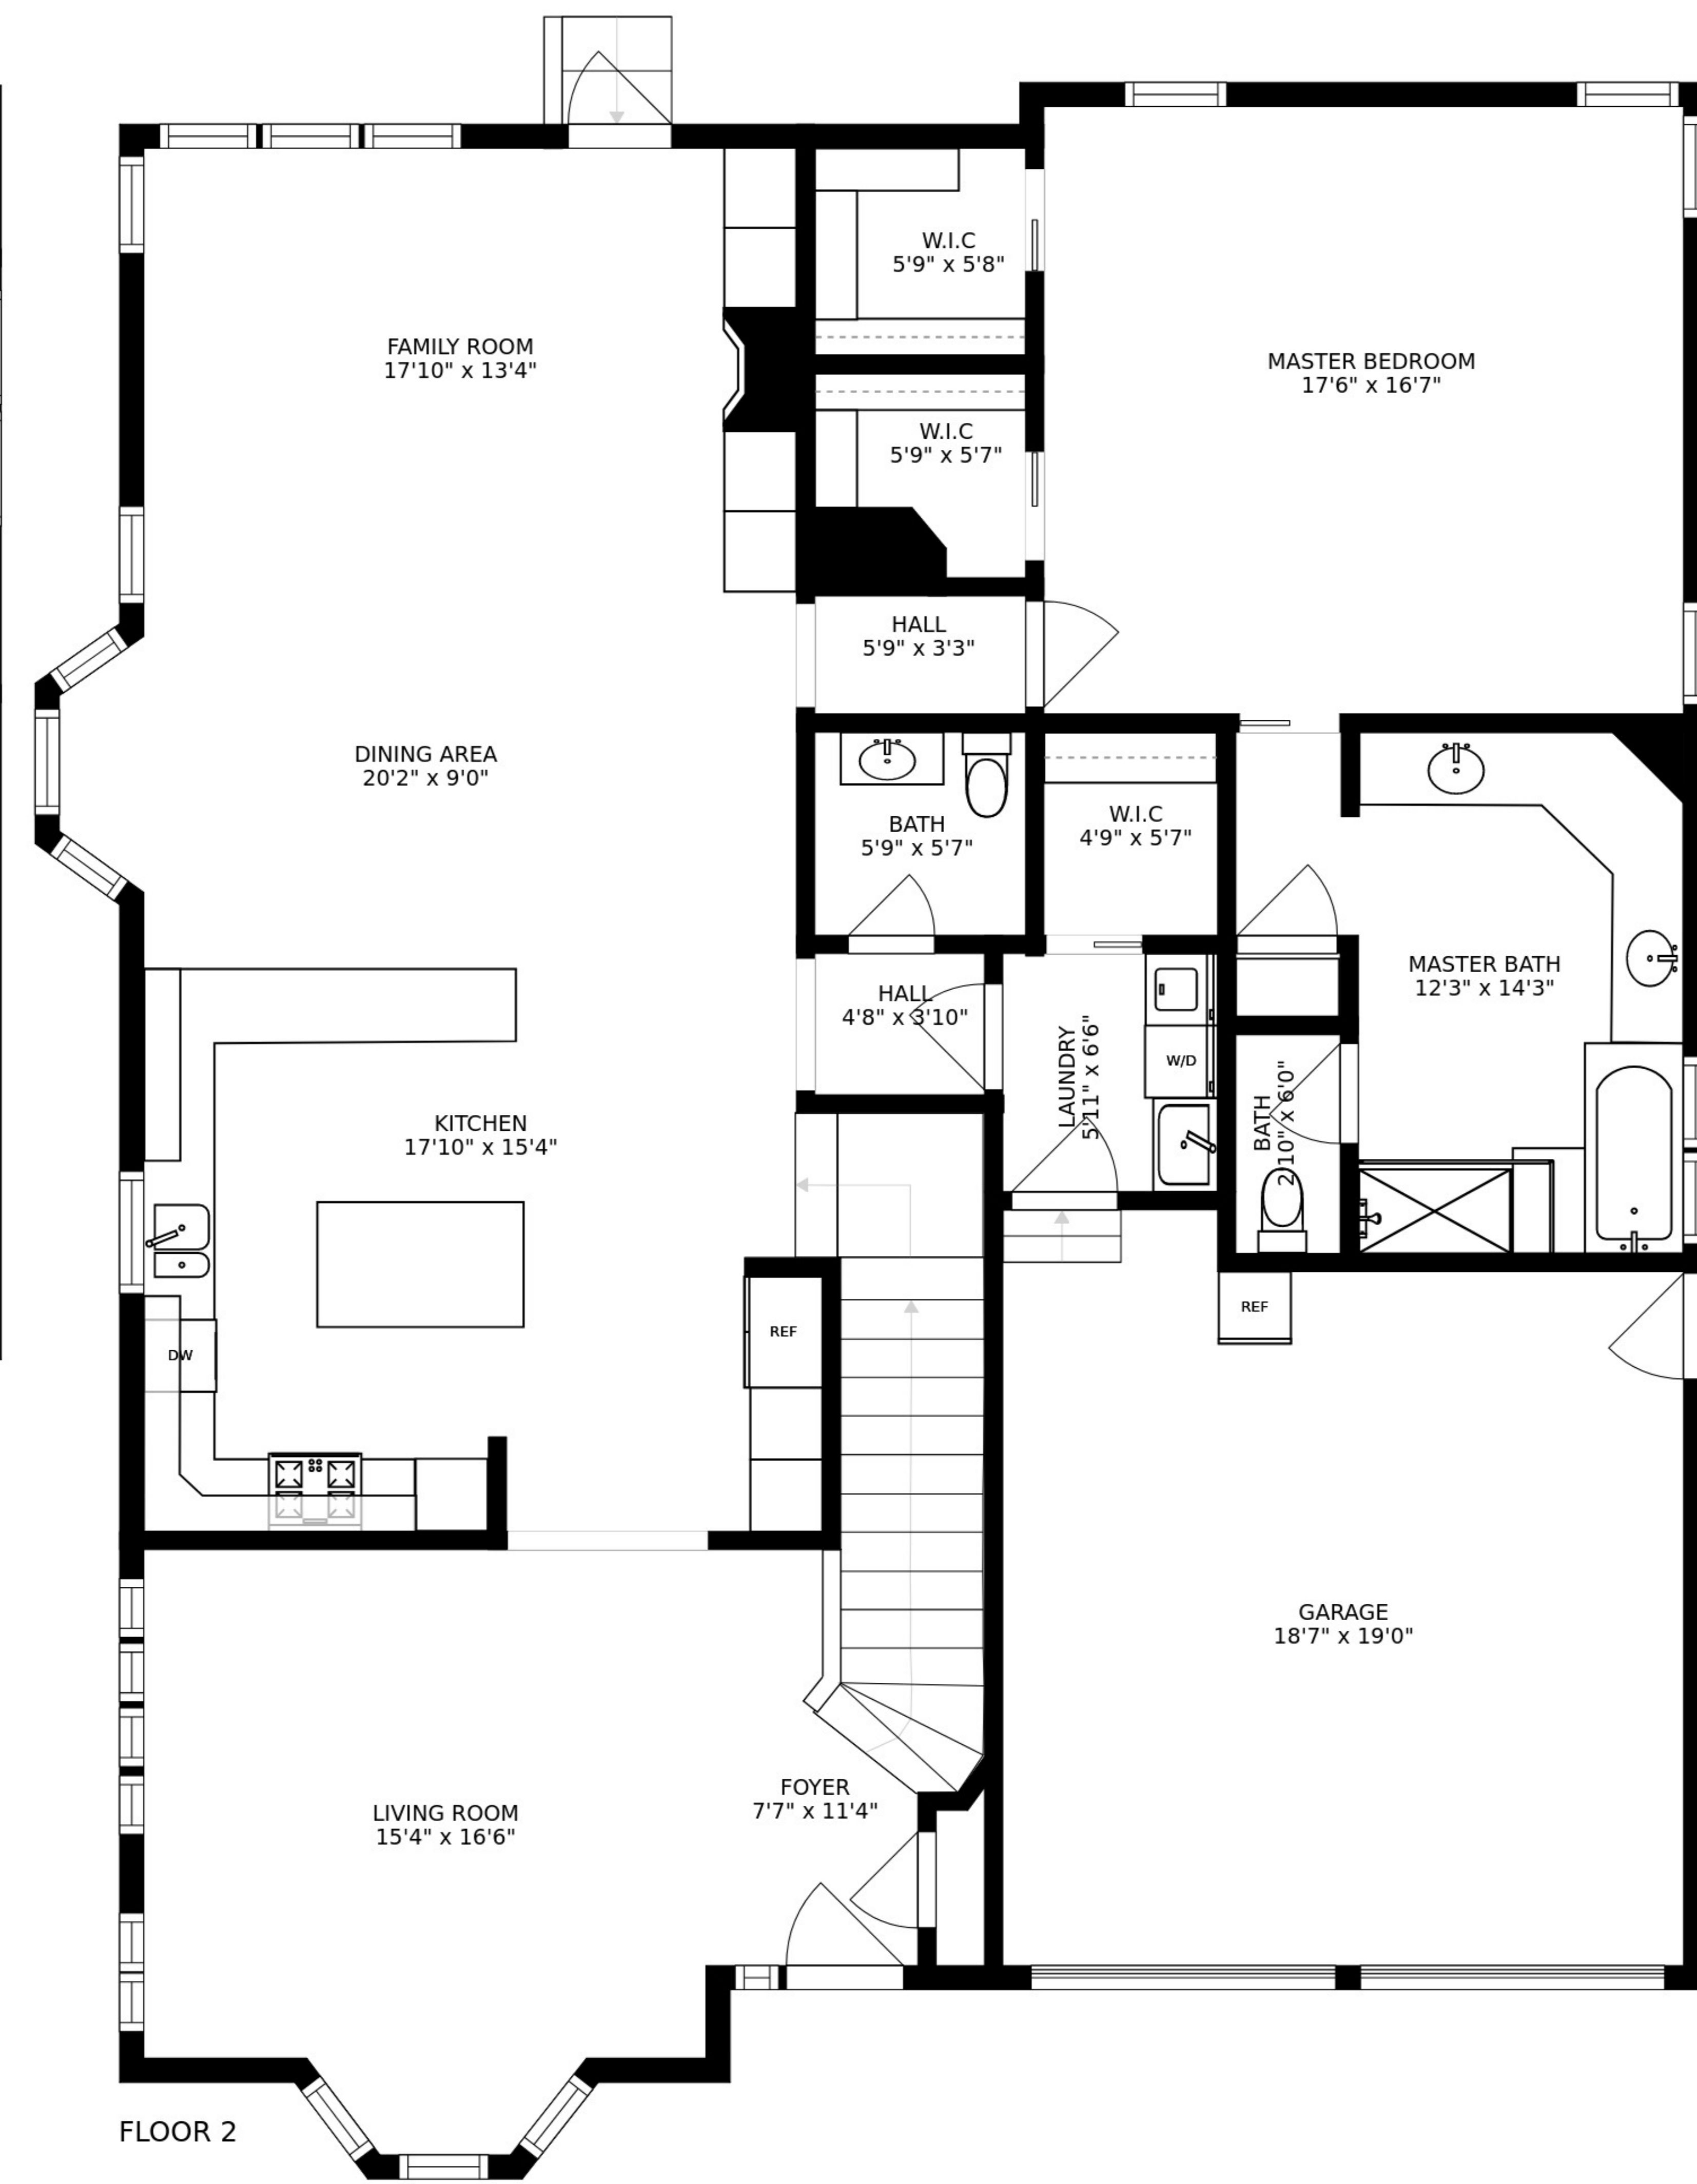 W.I.C
5'9" x 5'8"
FAMILY ROOM
17'10" x 13'4"
MASTER BEDROOM
17'6" x 16'7"
W.I.C
5'9" x 5'7"
HALL
5'9" x 3'3"
DINING AREA
20'2" x 9'0"
W.I.C
4'9" x 5'7"
BATH
5'9" x 5'7"
MASTER BATH
12'3" x 14'3"
HALL
4'8" x 3'10"
LAUNDRY
5'11" x 6'6"
W/D
BATH
2'10" x 6'0"
KITCHEN
17'10" x 15'4"
REF
REF
DW
GARAGE
18'7" x 19'0"
FOYER
7'7" x 11'4"
LIVING ROOM
15'4" x 16'6"
FLOOR 2